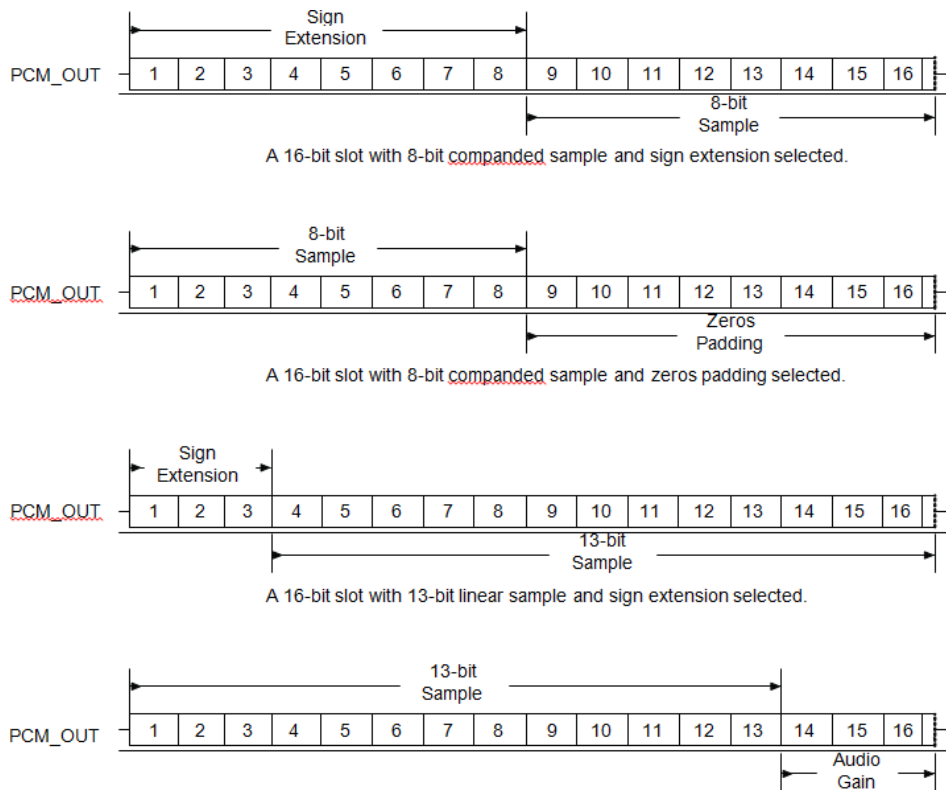 Sign
Extension
PCM_OUT 1 2 3 4 5 6 7 8 9 10 11 12 13 14 15 16
8-bit
Sample
A 16-bit slot with 8-bit companded sample and sign extension selected.
8-bit
Sample
PCM_OUT 1 2 3 4 5 6 7 8 9 10 11 12 13 14 15 16
Zeros
Padding
A 16-bit slot with 8-bit companded sample and zeros padding selected.
Sign
Extension
PCM_OUT 1 2 3 4 5 6 7 8 9 10 11 12 13 14 15 16
13-bit
Sample
A 16-bit slot with 13-bit linear sample and sign extension selected.
13-bit
Sample
PCM_OUT 1 2 3 4 5 6 7 8 9 10 11 12 13 14 15 16
Audio
Gain